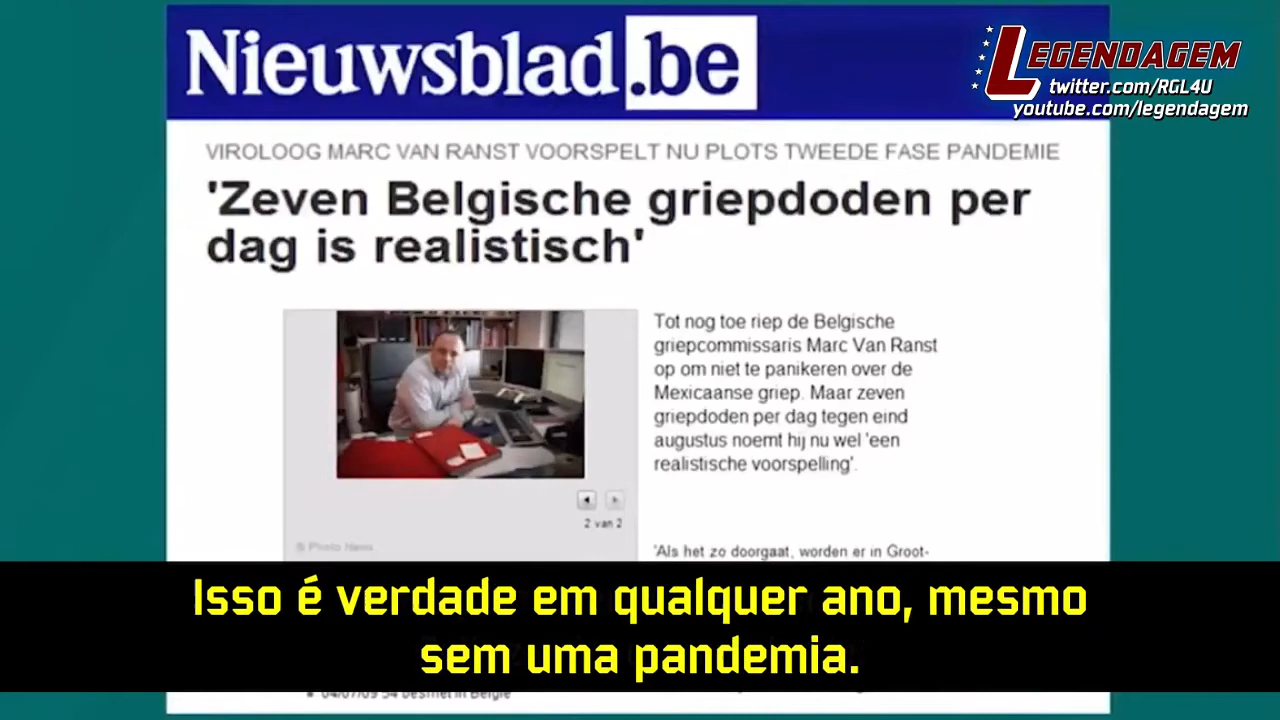 Nieuwsblad.be
LEGENDAGEM
twitter.com/RGL4U
youtube.com/legendagem
VIROLOOG MARC VAN RANST VOORSPELT NU PLOTS TWEEDE FASE PANDEMIE
'Zeven Belgische griepdoden per
dag is realistisch'
Tot nog toe riep de Belgische
griepcommissaris Marc Van Ranst
op om niet te panikeren over de
Mexicaanse griep. Maar zeven
griepdoden per dag tegen eind
augustus noemt hij nu wel 'een
realistische voorspelling'.
2 van 2
© Photo News
'Als het zo doorgaat, worden er in Groot-
Isso é verdade em qualquer ano, mesmo
sem uma pandemia.